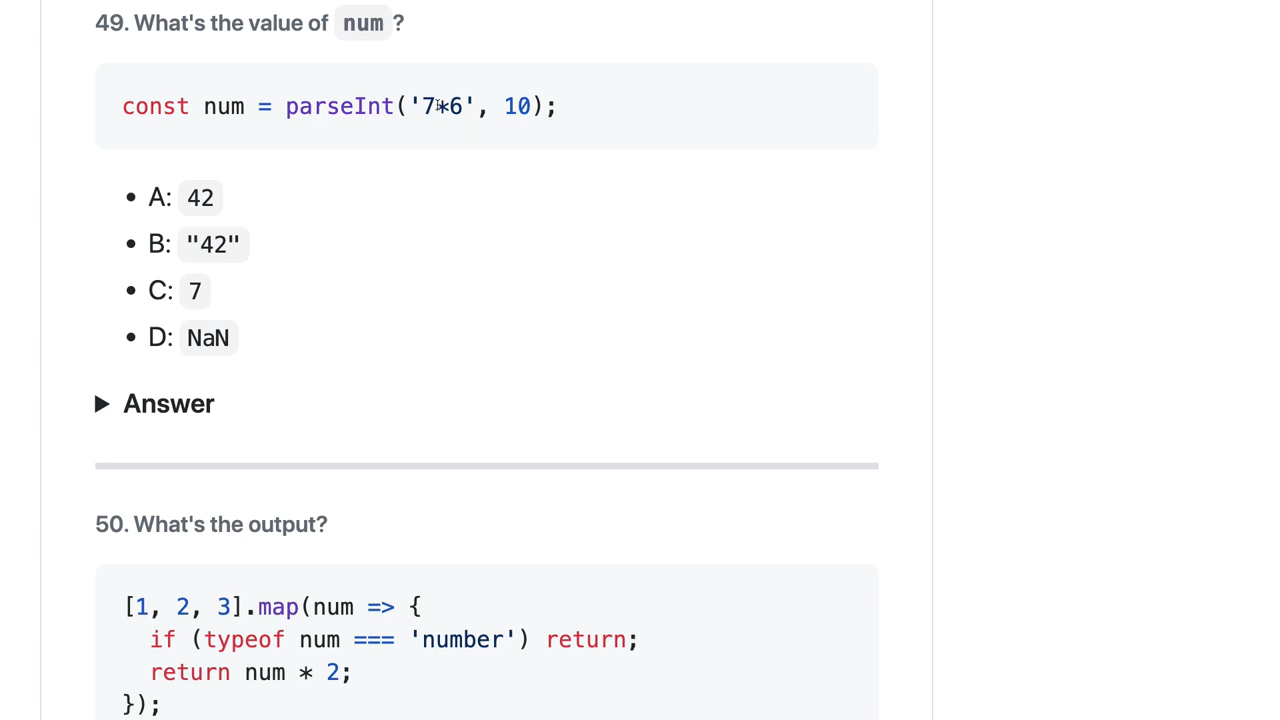 49. What's the value of num ?
const num = parseInt('7*6', 10);
• A: 42
• B: "42"
• C: 7
• D: NaN
▶ Answer
50. What's the output?
[1, 2, 3].map(num => {
  if (typeof num === 'number') return;
  return num * 2;
});